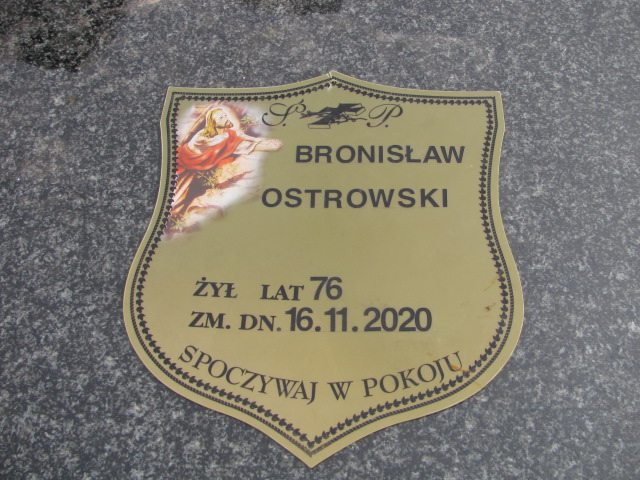 Ś. P.
BRONISŁAW
OSTROWSKI
ŻYŁ LAT 76
ZM. DN. 16.11.2020
SPOCZYWAJ W POKOJU